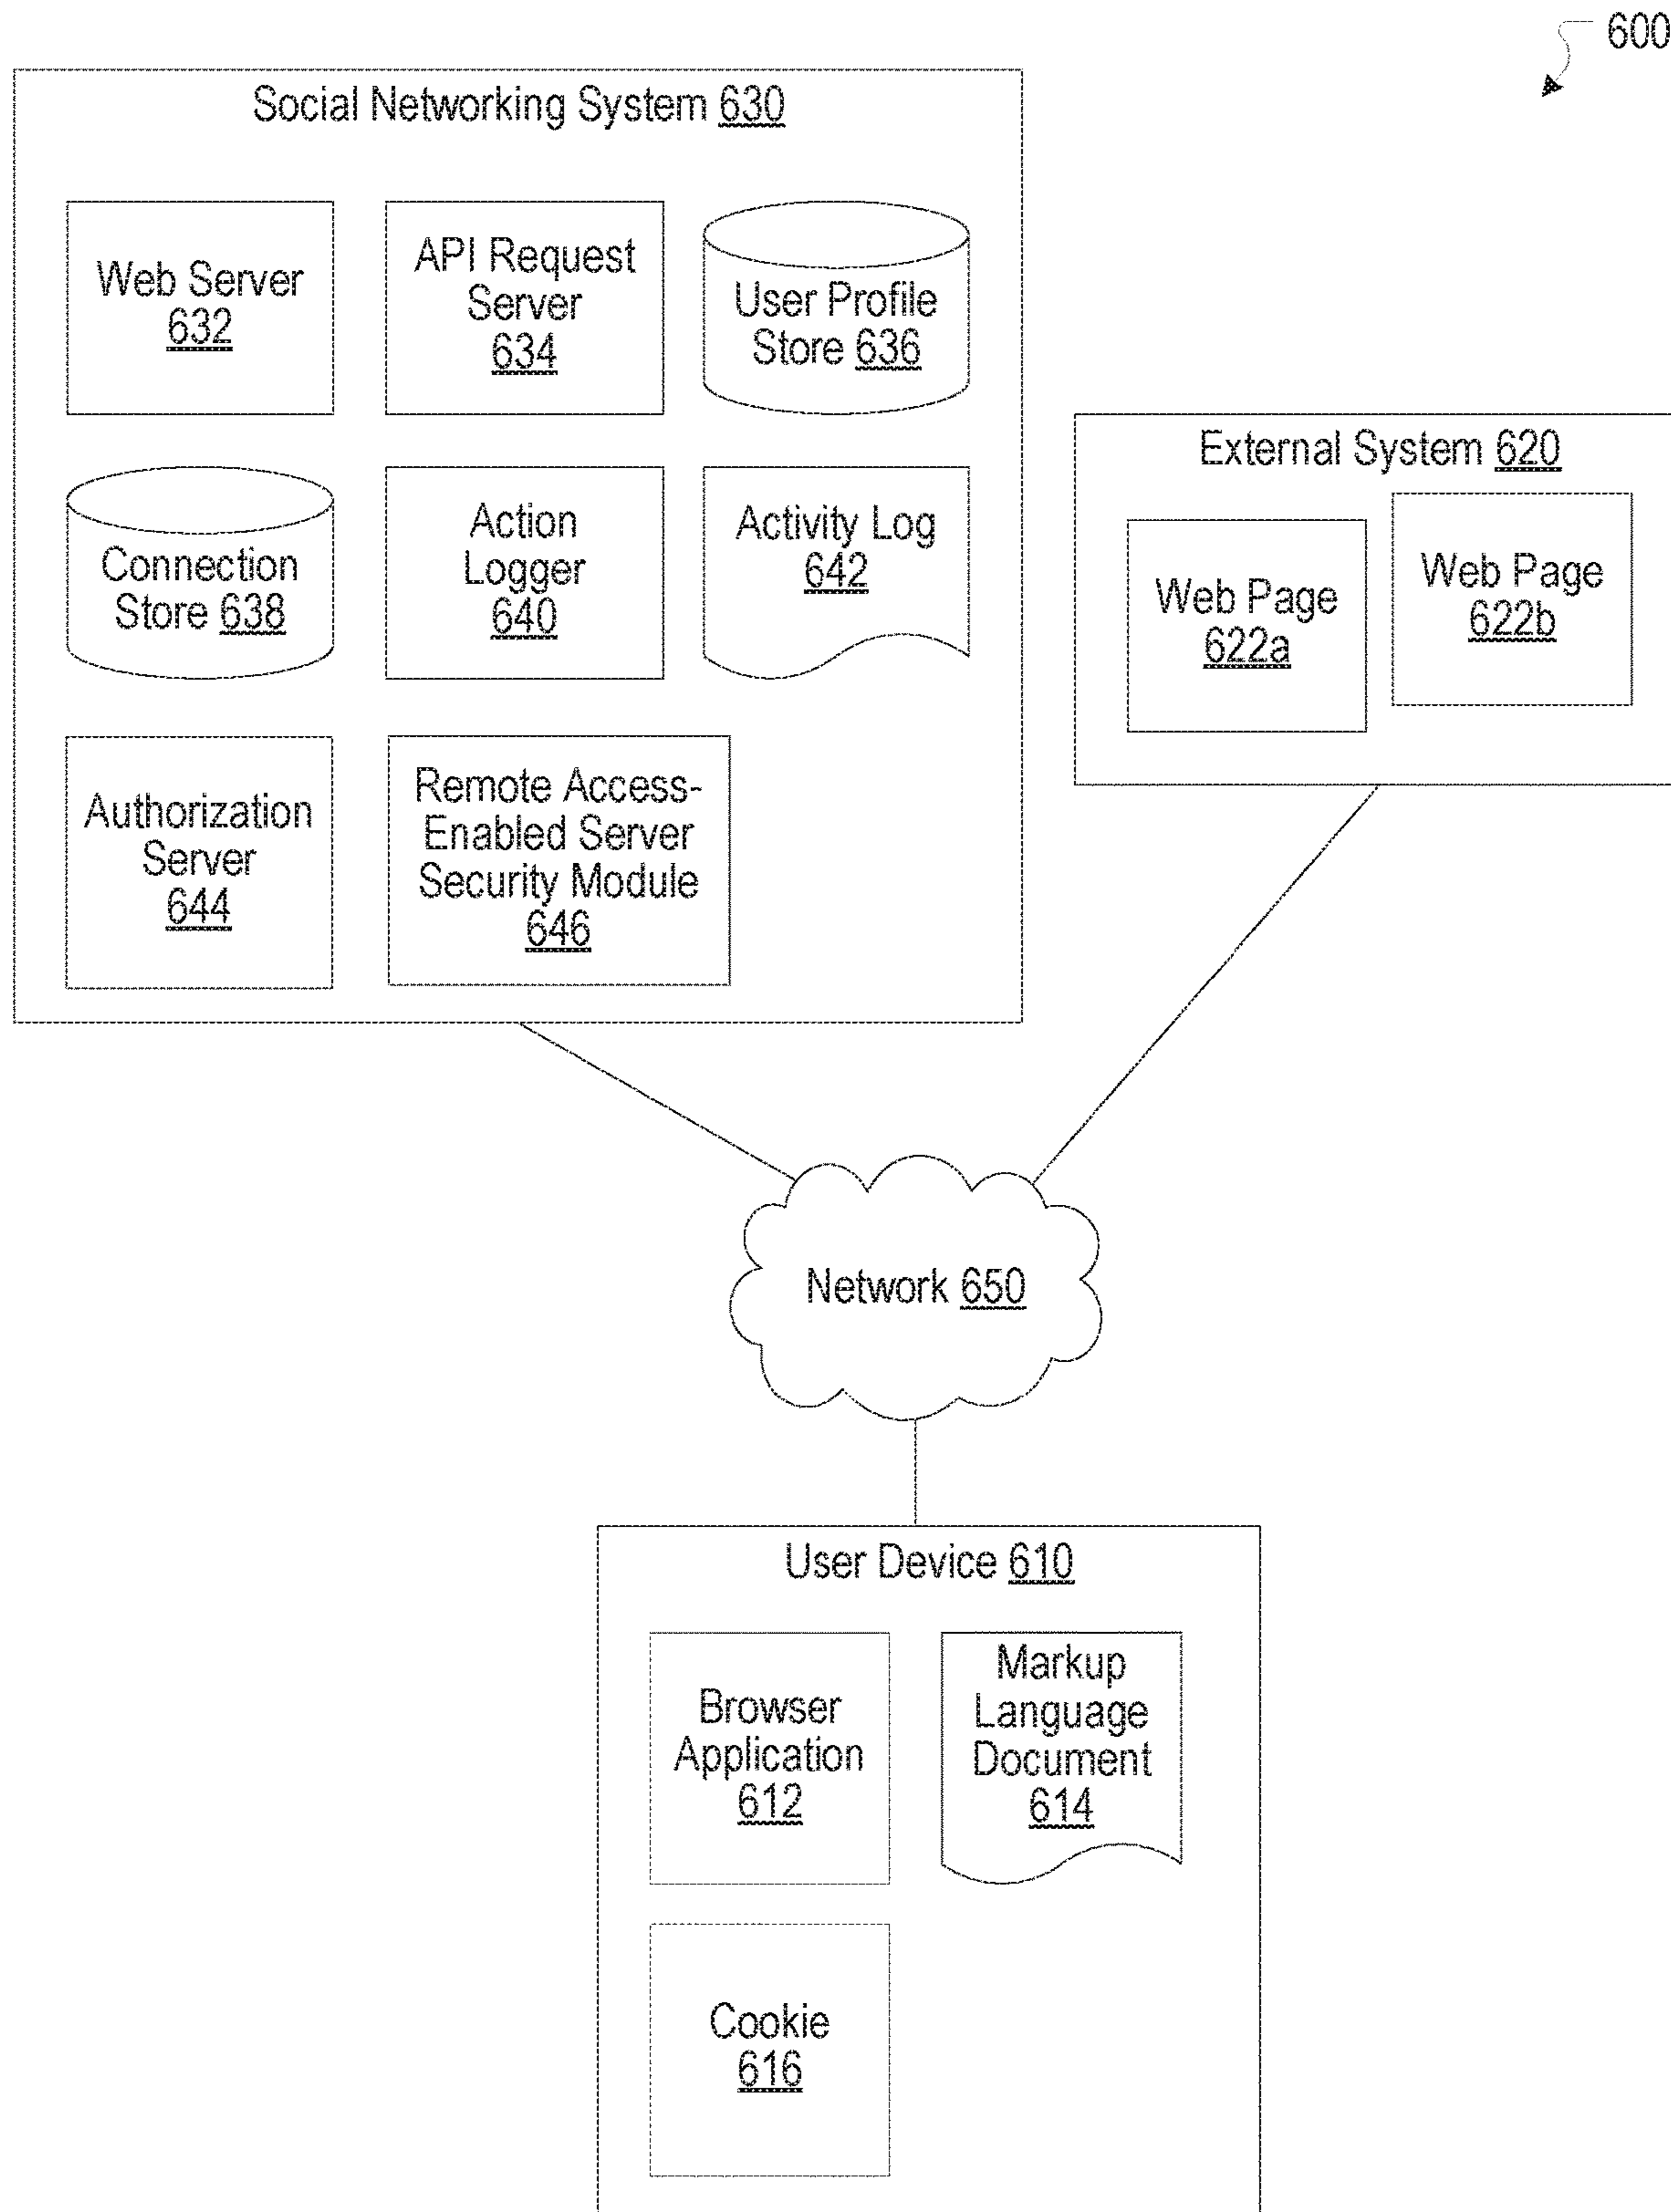 600
Social Networking System 630
Web Server
632
API Request
Server
634
User Profile
Store 636
Connection
Store 638
Action
Logger
640
Activity Log
642
Authorization
Server
644
Remote Access-
Enabled Server
Security Module
646
External System 620
Web Page
622a
Web Page
622b
Network 650
User Device 610
Browser
Application
612
Markup
Language
Document
614
Cookie
616